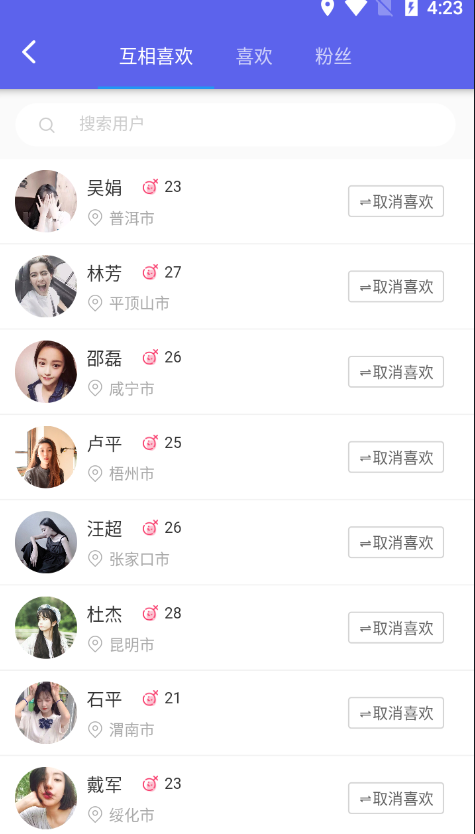 4:23
互相喜欢 喜欢 粉丝
搜索用户
吴娟 23
普洱市
⇌取消喜欢
林芳 27
平顶山市
⇌取消喜欢
邵磊 26
咸宁市
⇌取消喜欢
卢平 25
梧州市
⇌取消喜欢
汪超 26
张家口市
⇌取消喜欢
杜杰 28
昆明市
⇌取消喜欢
石平 21
渭南市
⇌取消喜欢
戴军 23
绥化市
⇌取消喜欢